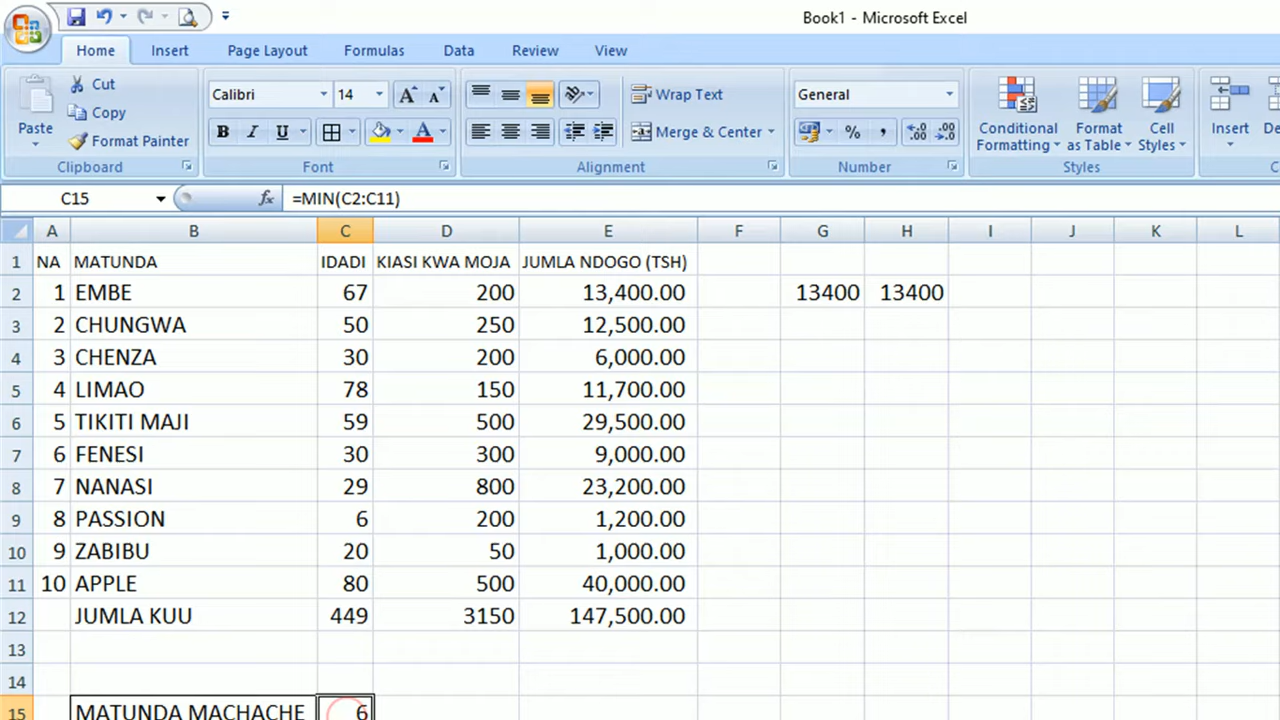 Book1 - Microsoft Excel
Home Insert Page Layout Formulas Data Review View
Paste Cut Copy Format Painter Calibri 14 A A Wrap Text General Conditional Formatting Format as Table Cell Styles Insert
B I U A Merge & Center % ,
Clipboard Font Alignment Number Styles
C15 fx =MIN(C2:C11)
A B C D E F G H I J K L
1 NA MATUNDA IDADI KIASI KWA MOJA JUMLA NDOGO (TSH)
2 1 EMBE 67 200 13,400.00 13400 13400
3 2 CHUNGWA 50 250 12,500.00
4 3 CHENZA 30 200 6,000.00
5 4 LIMAO 78 150 11,700.00
6 5 TIKITI MAJI 59 500 29,500.00
7 6 FENESI 30 300 9,000.00
8 7 NANASI 29 800 23,200.00
9 8 PASSION 6 200 1,200.00
10 9 ZABIBU 20 50 1,000.00
11 10 APPLE 80 500 40,000.00
12 JUMLA KUU 449 3150 147,500.00
13
14
15 MATUNDA MACHACHE 6